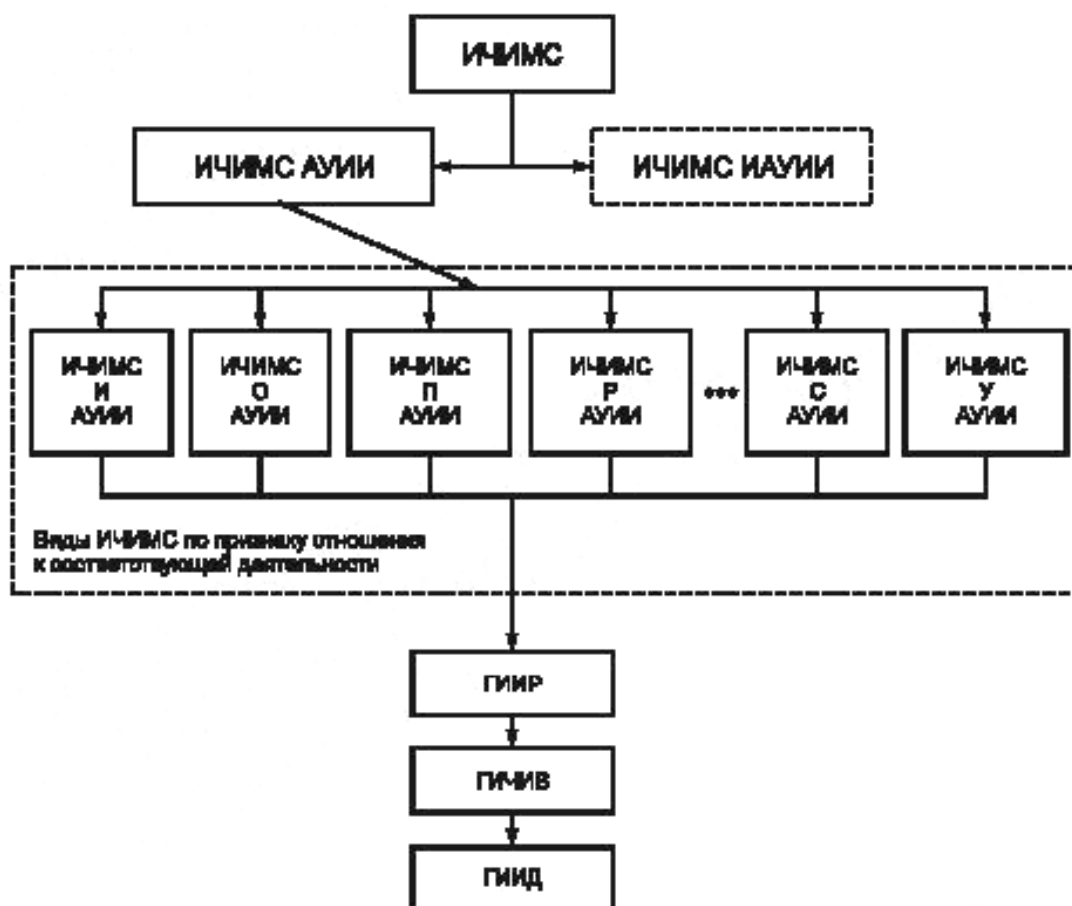 ИЧИМС
ИЧИМС АУИИ
ИЧИМС ИАУИИ
ИЧИМС
И
АУИИ
ИЧИМС
О
АУИИ
ИЧИМС
П
АУИИ
ИЧИМС
Р
АУИИ
•••
ИЧИМС
С
АУИИ
ИЧИМС
У
АУИИ
Виды ИЧИМС по признаку отношения
к соответствующей деятельности
ГИИР
ГИЧИВ
ГИИД